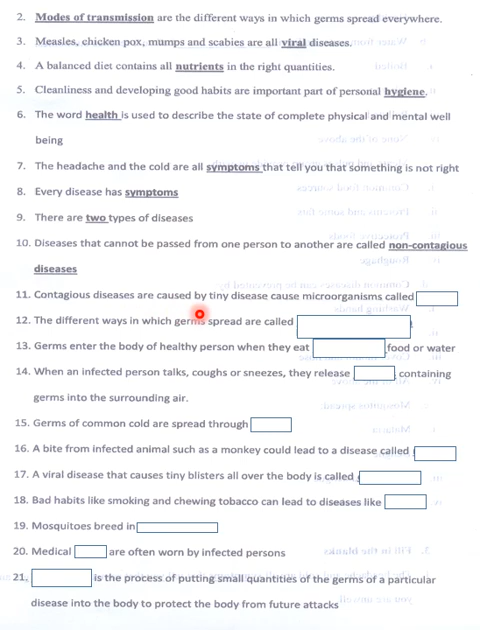 2. Modes of transmission are the different ways in which germs spread everywhere.
3. Measles, chicken pox, mumps and scabies are all viral diseases.
4. A balanced diet contains all nutrients in the right quantities.
5. Cleanliness and developing good habits are important part of personal hygiene.
6. The word health is used to describe the state of complete physical and mental well
being
7. The headache and the cold are all symptoms that tell you that something is not right
8. Every disease has symptoms
9. There are two types of diseases
10. Diseases that cannot be passed from one person to another are called non-contagious
diseases
11. Contagious diseases are caused by tiny disease cause microorganisms called
12. The different ways in which germs spread are called
13. Germs enter the body of healthy person when they eat food or water
14. When an infected person talks, coughs or sneezes, they release containing
germs into the surrounding air.
15. Germs of common cold are spread through
16. A bite from infected animal such as a monkey could lead to a disease called
17. A viral disease that causes tiny blisters all over the body is called
18. Bad habits like smoking and chewing tobacco can lead to diseases like
19. Mosquitoes breed in
20. Medical are often worn by infected persons
21. is the process of putting small quantities of the germs of a particular
disease into the body to protect the body from future attacks